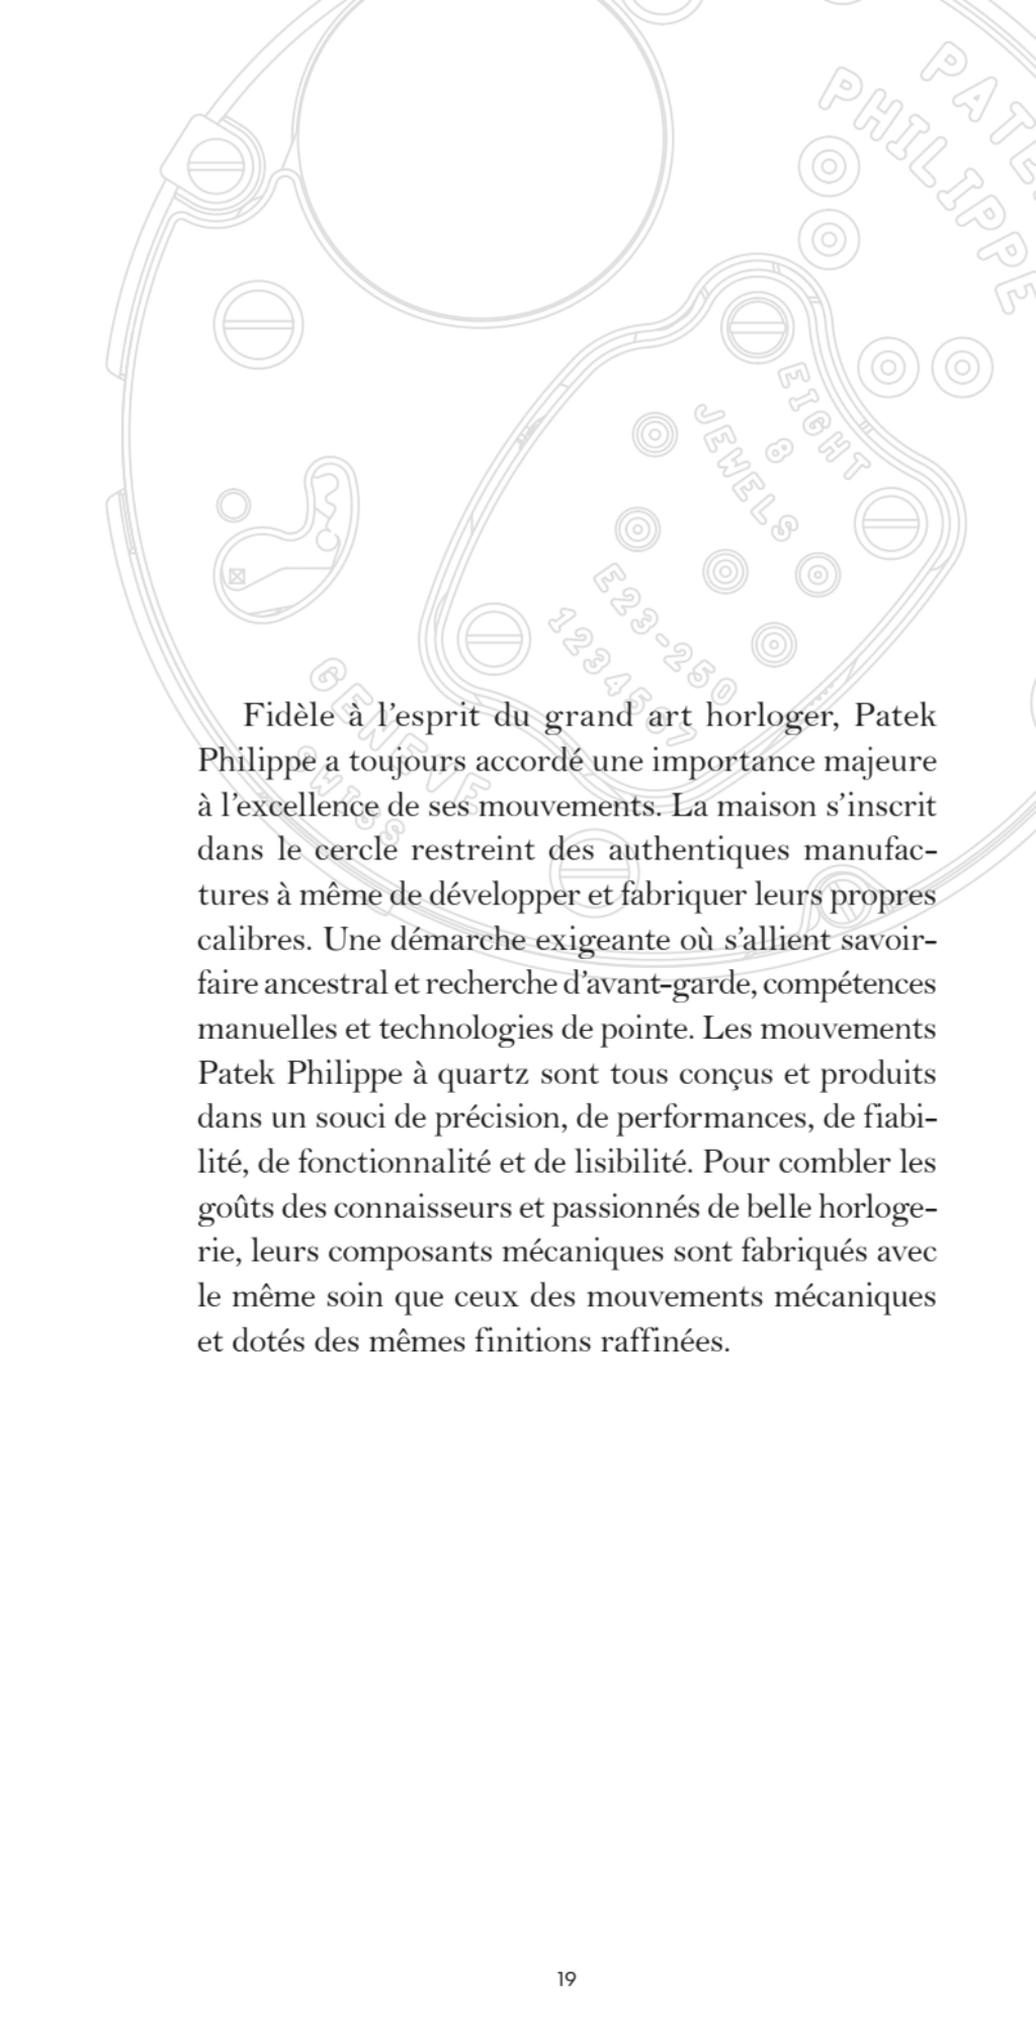 PATE
PHILIPPE
EIGHT
8
JEWELS
E23-250
1234567
GENEVE
SWISS
Fidèle à l’esprit du grand art horloger, Patek
Philippe a toujours accordé une importance majeure
à l’excellence de ses mouvements. La maison s’inscrit
dans le cercle restreint des authentiques manufac-
tures à même de développer et fabriquer leurs propres
calibres. Une démarche exigeante où s’allient savoir-
faire ancestral et recherche d’avant-garde, compétences
manuelles et technologies de pointe. Les mouvements
Patek Philippe à quartz sont tous conçus et produits
dans un souci de précision, de performances, de fiabi-
lité, de fonctionnalité et de lisibilité. Pour combler les
goûts des connaisseurs et passionnés de belle horloge-
rie, leurs composants mécaniques sont fabriqués avec
le même soin que ceux des mouvements mécaniques
et dotés des mêmes finitions raffinées.
19